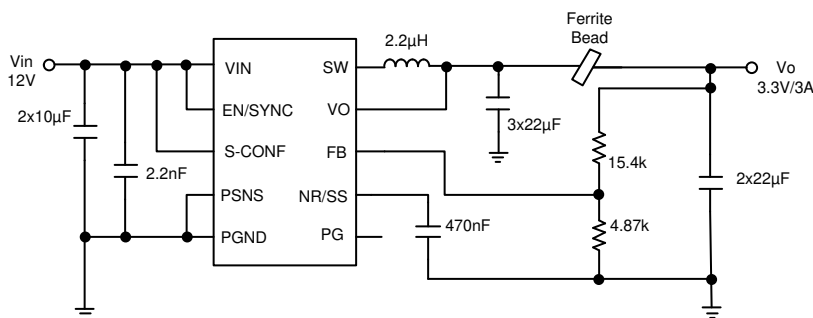 Ferrite
Bead
Vin
12V
2x10µF
2.2nF
VIN
EN/SYNC
S-CONF
PSNS
PGND
SW
VO
FB
NR/SS
PG
2.2µH
3x22µF
470nF
15.4k
4.87k
2x22µF
Vo
3.3V/3A